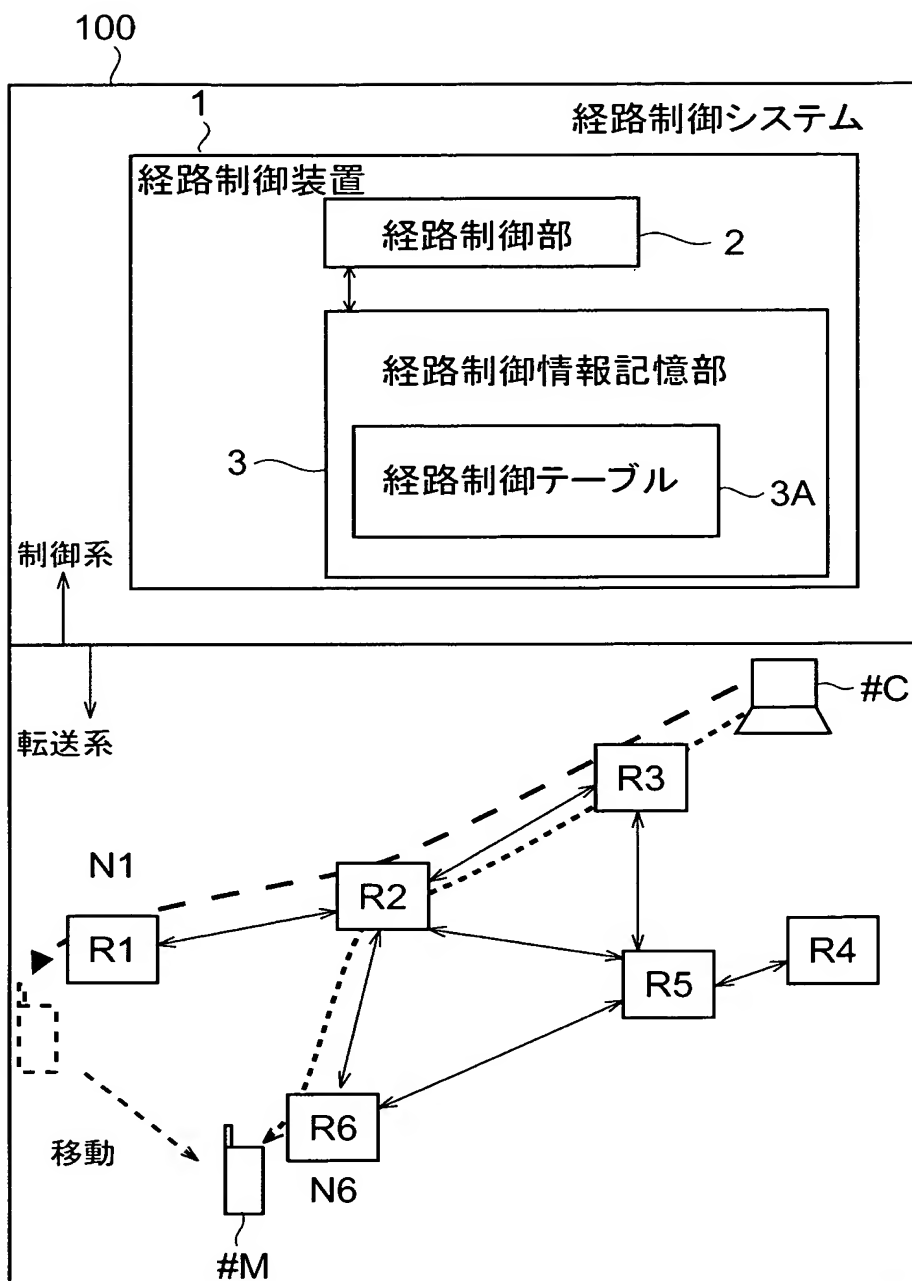 100
1
経路制御システム
経路制御装置
経路制御部
2
経路制御情報記憶部
3
経路制御テーブル
3A
制御系
転送系
#C
R3
N1
R2
R1
R4
R5
R6
移動
N6
#M